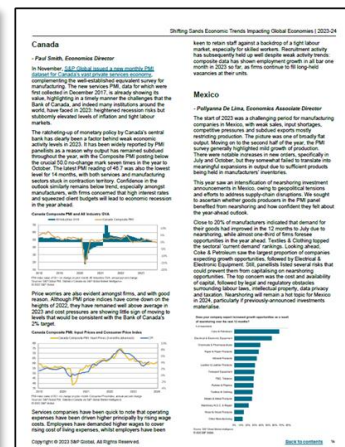 Shifting Sands Economic Trends Impacting Global Economies | 2023-24
Canada
- Paul Smith, Economics Director
In November, S&P Global issued a new monthly PMI
dataset for Canada's vast private services economy,
complementing the well-established equivalent survey for
manufacturing. The new services PMI, data for which were
first collected in December 2017, is already showing its
value, highlighting in a timely manner the challenges that the
Bank of Canada, and indeed many institutions around the
world, have faced in 2023: heightened recession risks but
stubbornly elevated levels of inflation and tight labour
markets.
The ratcheting-up of monetary policy by Canada's central
bank has clearly been a factor behind weak economic
activity levels in 2023. It has been widely reported by PMI
panellists as a reason why output has remained subdued
throughout the year, with the Composite PMI posting below
the crucial 50.0 no-change mark seven times in the year to
October. The latest PMI reading of 46.7 was also the lowest
level for 14-months, with both services and manufacturing
sectors stuck in contraction territory. Confidence in the
outlook similarly remains below trend, especially amongst
manufacturers, with firms concerned that high interest rates
and squeezed client budgets will lead to economic recession
in the year ahead.
Canada Composite PMI and All Industry GVA
Price worries are also evident amongst firms, and with good
reason. Although PMI price indices have come down on the
heights of 2022, they have remained well above average in
2023 and cost pressures are demanding higher
levels that would be consistent with the Bank of Canada's
2% target.
Canada Composite PMI: Input Prices and Consumer Price Index
Services companies have been quick to note that operating
expenses have been driven higher principally by rising wage
costs. Employees have demanded higher wages to cover
rising cost of living expenses, whilst employers have been
keen to retain staff against a backdrop of a tight labour
market, especially for skilled workers. Recruitment activity
has subsequently held up well despite weak activity trends:
composite data has shown employment growth in all bar one
month in 2023 so far, as firms continue to fill long-held
vacancies at their units.
Mexico
- Pollyanna De Lima, Economics Associate Director
The start of 2023 was a challenging period for manufacturing
companies in Mexico, with weak sales, input shortages,
competitive pressures and subdued exports mostly
restricting production. The picture was one of broadly flat
output. Moving on to the second half of the year, the PMI
survey generally highlighted mild growth of production.
There were notable increases in new orders, specifically in
July and October, but they somewhat failed to translate into
meaningful expansions in output due to sufficient products
being held in manufacturers' inventories.
This year saw an intensification of nearshoring investment
announcements in Mexico, owing to geopolitical tensions
and efforts to address supply-chain disruptions. We sought
to ascertain whether goods producers in the PMI panel
benefited from nearshoring and how confident they felt about
the year-ahead outlook.
Close to 20% of manufacturers indicated that demand for
their goods had improved in the 12 months to July due to
nearshoring, while almost one-third of firms foresee
opportunities in the year ahead. Textiles & Clothing topped
the sectoral 'current demand' rankings. Looking ahead,
Coke & Petroleum saw the largest proportion of companies
expecting growth opportunities, followed by Electrical &
Electronic Equipment. Still, panellists listed several risks that
could prevent them from capitalising on nearshoring
opportunities. The top concern was the cost and availability
of capital, followed by legal and regulatory obstacles
surrounding labour laws, intellectual property, data privacy
and taxation. Nearshoring will remain a hot topic for Mexico
in 2024, particularly if previously-announced investments
materialise.
Copyright © 2023 S&P Global. All Rights Reserved.
Back to contents